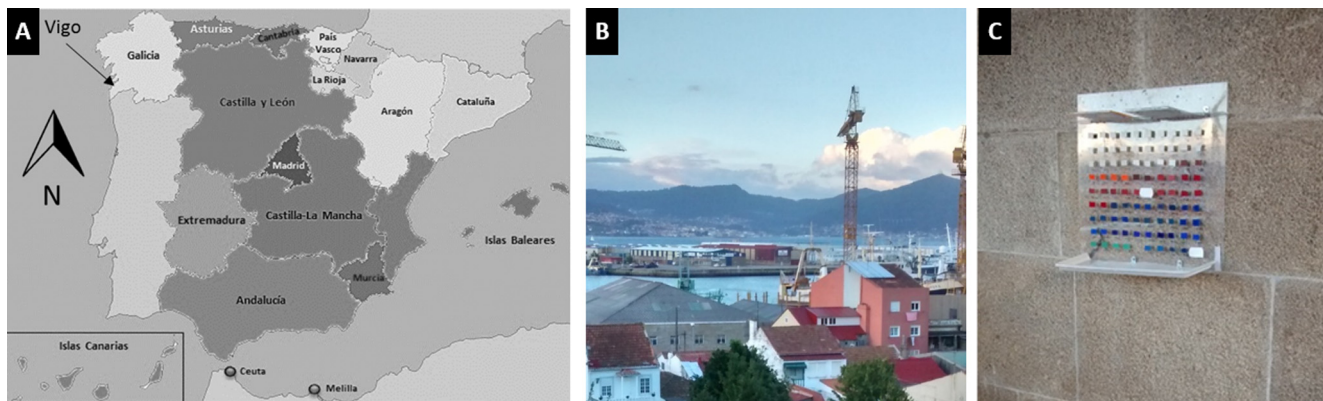 A
Vigo
Asturias
Cantabria
País
Vasco
Navarra
Galicia
La Rioja
Castilla y León
Aragón
Cataluña
Madrid
N
Extremadura
Castilla-La Mancha
Islas Baleares
Murcia
Andalucía
Islas Canarias
Ceuta
Melilla
B
C